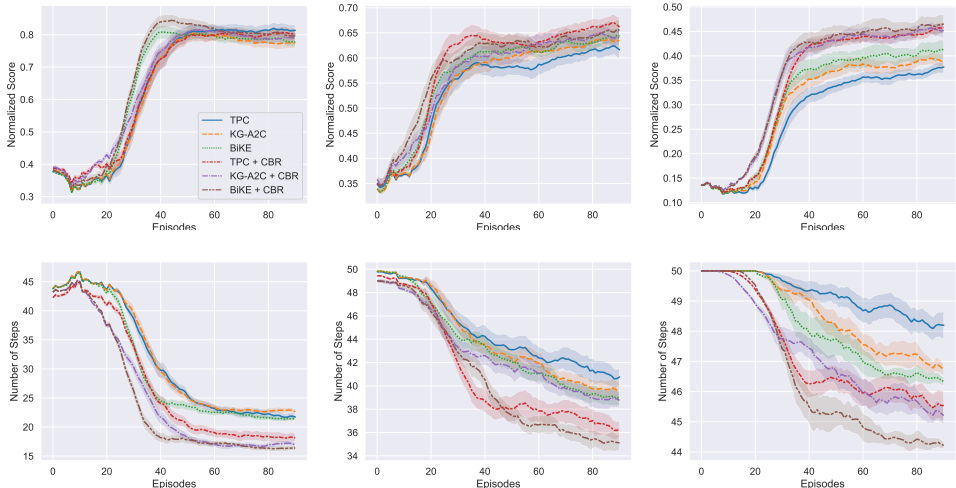 Normalized Score
0.8
0.7
0.6
0.5
0.4
0.3
0 20 40 60 80
Episodes
TPC
KG-A2C
BiKE
TPC + CBR
KG-A2C + CBR
BiKE + CBR
Normalized Score
0.70
0.65
0.60
0.55
0.50
0.45
0.40
0.35
0 20 40 60 80
Episodes
Normalized Score
0.50
0.45
0.40
0.35
0.30
0.25
0.20
0.15
0.10
0 20 40 60 80
Episodes
Number of Steps
45
40
35
30
25
20
15
0 20 40 60 80
Episodes
Number of Steps
50
48
46
44
42
40
38
36
34
0 20 40 60 80
Episodes
Number of Steps
50
49
48
47
46
45
44
0 20 40 60 80
Episodes